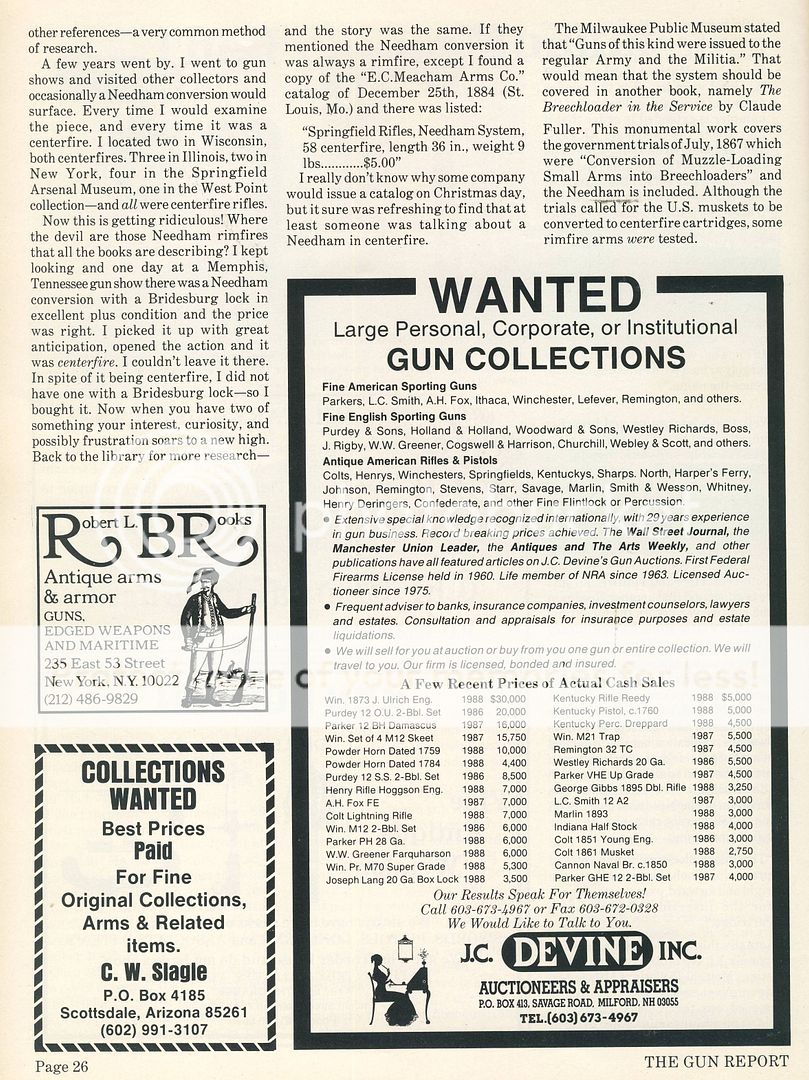 other references—a very common method
of research.
A few years went by. I went to gun
shows and visited other collectors and
occasionally a Needham conversion would
surface. Every time I would examine
the piece, and every time it was a
centerfire. I located two in Wisconsin,
both centerfires. Three in Illinois, two in
New York, four in the Springfield
Arsenal Museum, one in the West Point
collection—and all were centerfire rifles.
Now this is getting ridiculous! Where
the devil are those Needham rimfires
that all the books are describing? I kept
looking and one day at a Memphis,
Tennessee gun show there was a Needham
conversion with a Bridesburg lock in
excellent plus condition and the price
was right. I picked it up with great
anticipation, opened the action and it
was centerfire. I couldn't leave it there.
In spite of it being centerfire, I did not
have one with a Bridesburg lock—so I
bought it. Now when you have two of
something your interest, curiosity, and
possibly frustration soars to a new high.
Back to the library for more research—
and the story was the same. If they
mentioned the Needham conversion it
was always a rimfire, except I found a
copy of the "E.C.Meacham Arms Co."
catalog of December 25th, 1884 (St.
Louis, Mo.) and there was listed:
"Springfield Rifles, Needham System,
58 centerfire, length 36 in., weight 9
lbs............$5.00"
I really don't know why some company
would issue a catalog on Christmas day,
but it sure was refreshing to find that at
least someone was talking about a
Needham in centerfire.
The Milwaukee Public Museum stated
that "Guns of this kind were issued to the
regular Army and the Militia." That
would mean that the system should be
covered in another book, namely The
Breechloader in the Service by Claude
Fuller. This monumental work covers
the government trials of July, 1867 which
were "Conversion of Muzzle-Loading
Small Arms into Breechloaders" and
the Needham is included. Although the
trials called for the U.S. muskets to be
converted to centerfire cartridges, some
rimfire arms were tested.
Robert L. BRooks
Antique arms
& armor
GUNS,
EDGED WEAPONS
AND MARITIME
235 East 53 Street
New York, N.Y. 10022
(212) 486-9829
COLLECTIONS
WANTED
Best Prices
Paid
For Fine
Original Collections,
Arms & Related
items.
C. W. Slagle
P.O. Box 4185
Scottsdale, Arizona 85261
(602) 991-3107
WANTED
Large Personal, Corporate, or Institutional
GUN COLLECTIONS
Fine American Sporting Guns
Parkers, L.C. Smith, A.H. Fox, Ithaca, Winchester, Lefever, Remington, and others.
Fine English Sporting Guns
Purdey & Sons, Holland & Holland, Woodward & Sons, Westley Richards, Boss,
J. Rigby, W.W. Greener, Cogswell & Harrison, Churchill, Webley & Scott, and others.
Antique American Rifles & Pistols
Colts, Henrys, Winchesters, Springfields, Kentuckys, Sharps. North, Harper's Ferry,
Johnson, Remington, Stevens, Starr, Savage, Marlin, Smith & Wesson, Whitney,
Henry Deringers, Confederate, and other Fine Flintlock or Percussion.
● Extensive special knowledge recognized internationally, with 29 years experience
in gun business. Record breaking prices achieved. The Wall Street Journal, the
Manchester Union Leader, the Antiques and The Arts Weekly, and other
publications have all featured articles on J.C. Devine's Gun Auctions. First Federal
Firearms License held in 1960. Life member of NRA since 1963. Licensed Auc-
tioneer since 1975.
● Frequent adviser to banks, insurance companies, investment counselors, lawyers
and estates. Consultation and appraisals for insurance purposes and estate
liquidations.
● We will sell for you at auction or buy from you one gun or entire collection. We will
travel to you. Our firm is licensed, bonded and insured.
A Few Recent Prices of Actual Cash Sales
Win. 1873 J. Ulrich Eng. 1988 $30,000
Purdey 12 O.U. 2-Bbl. Set 1986 20,000
Parker 12 BH Damascus 1987 16,000
Win. Set of 4 M12 Skeet 1987 15,750
Powder Horn Dated 1759 1988 10,000
Powder Horn Dated 1784 1988 4,400
Purdey 12 S.S. 2-Bbl. Set 1986 8,500
Henry Rifle Hoggson Eng. 1988 7,000
A.H. Fox FE 1987 7,000
Colt Lightning Rifle 1988 7,000
Win. M12 2-Bbl. Set 1986 6,000
Parker PH 28 Ga. 1988 6,000
W.W. Greener Farquharson 1988 6,000
Win. Pr. M70 Super Grade 1988 5,300
Joseph Lang 20 Ga. Box Lock 1988 3,500
Kentucky Rifle Reedy 1988 $5,000
Kentucky Pistol, c.1760 1988 5,000
Kentucky Perc. Dreppard 1988 4,500
Win. M21 Trap 1987 5,500
Remington 32 TC 1987 4,500
Westley Richards 20 Ga. 1986 5,500
Parker VHE Up Grade 1987 4,500
George Gibbs 1895 Dbl. Rifle 1988 3,250
L.C. Smith 12 A2 1987 3,000
Marlin 1893 1988 3,000
Indiana Half Stock 1988 4,000
Colt 1851 Young Eng. 1986 3,000
Colt 1861 Musket 1988 2,750
Cannon Naval Br. c.1850 1988 3,000
Parker GHE 12 2-Bbl. Set 1987 4,000
Our Results Speak For Themselves!
Call 603-673-4967 or Fax 603-672-0328
We Would Like to Talk to You.
J.C. DEVINE INC.
AUCTIONEERS & APPRAISERS
P.O. BOX 413, SAVAGE ROAD, MILFORD, NH 03055
TEL.(603) 673-4967
Page 26
THE GUN REPORT